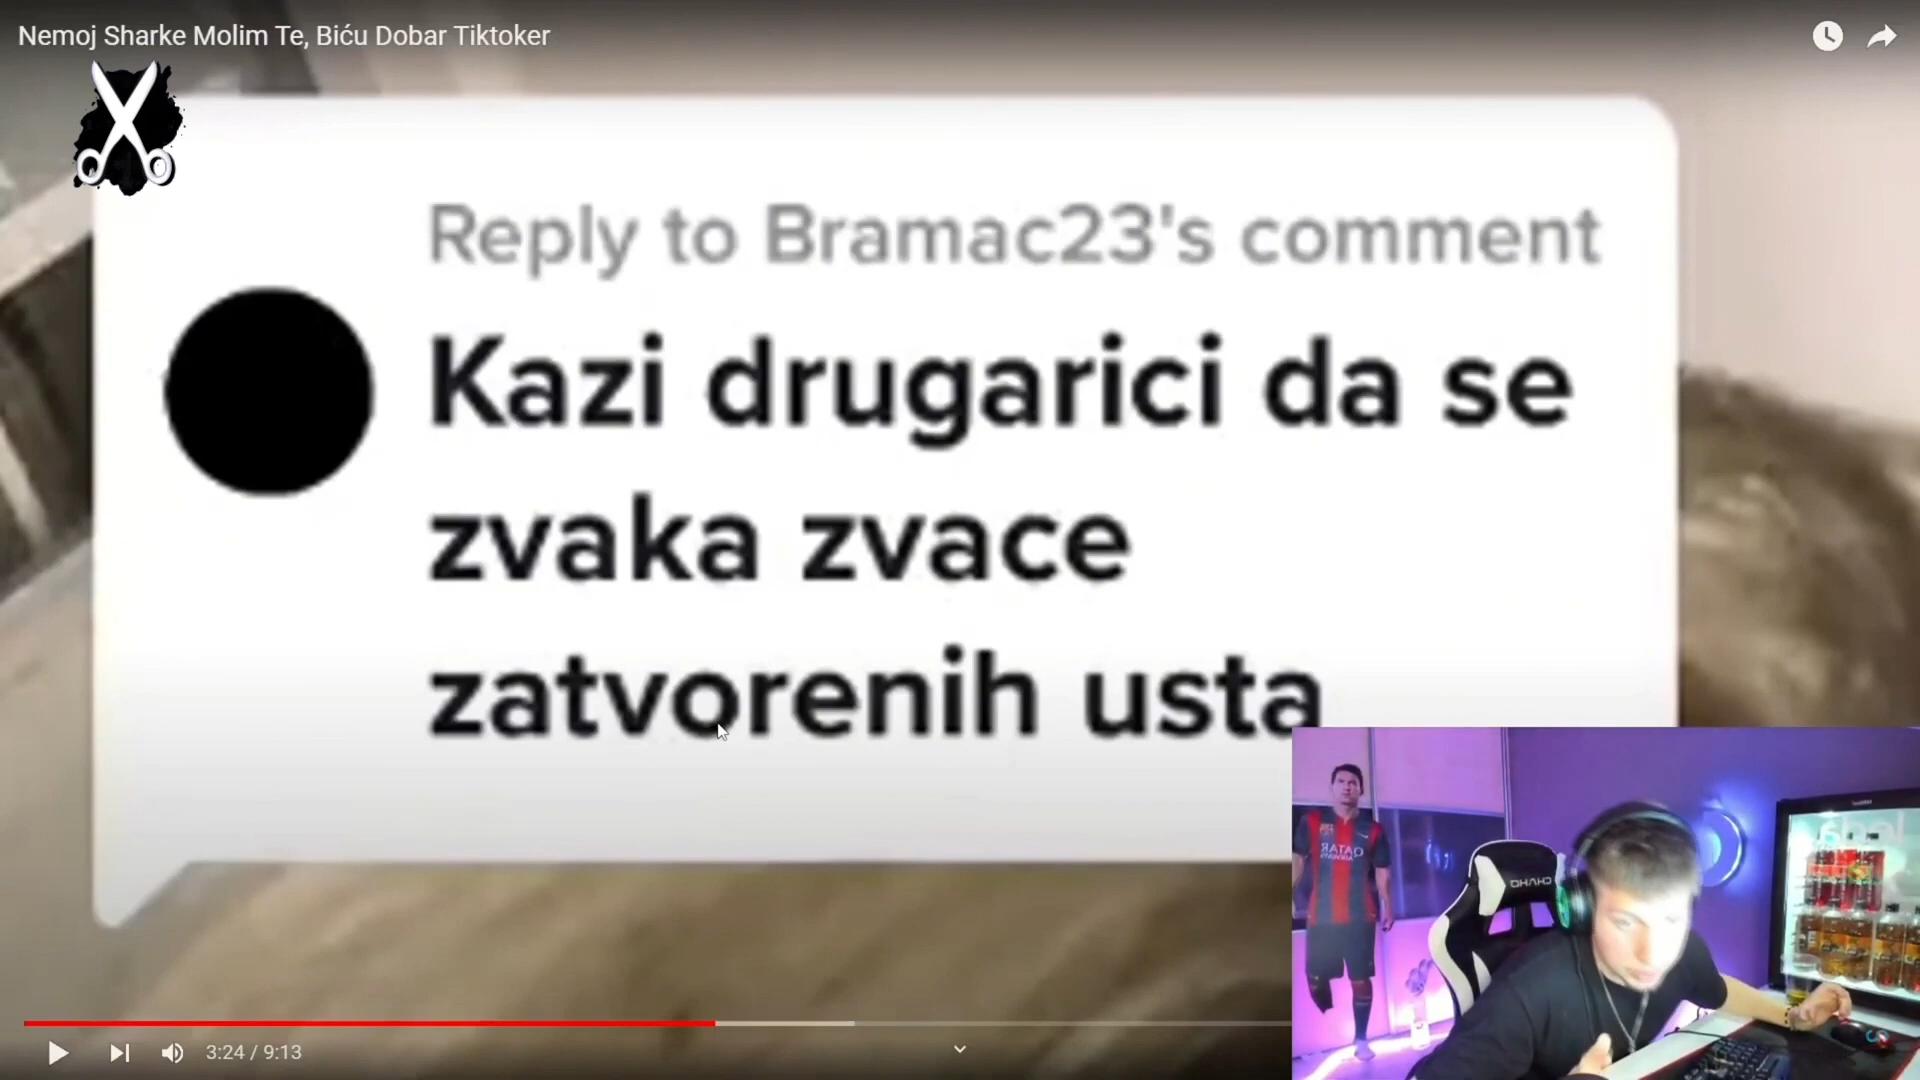 Nemoj Sharke Molim Te, Biću Dobar Tiktoker
Reply to Bramac23's comment
Kazi drugarici da se
zvaka zvace
zatvorenih usta
QATAR
3:24 / 9:13